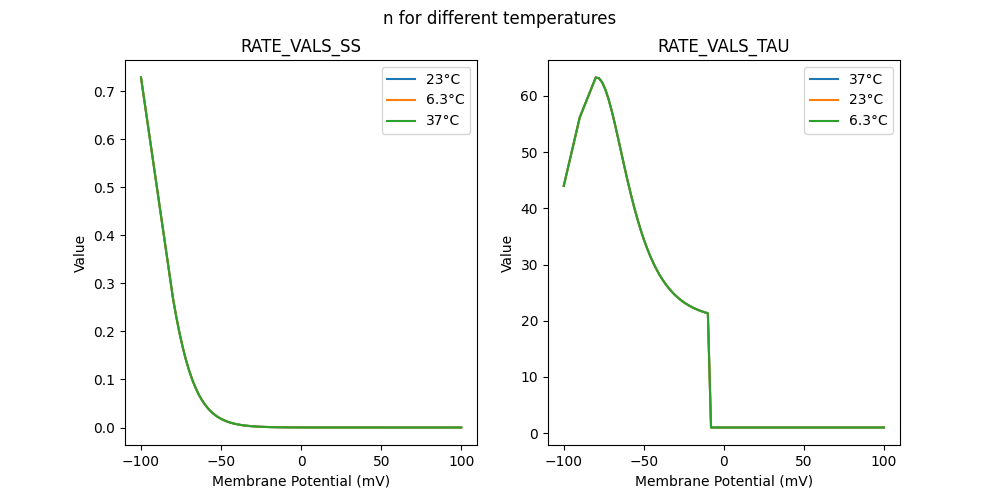 n for different temperatures
RATE_VALS_SS
0.7
0.6
0.5
0.4
0.3
0.2
0.1
0.0
Value
−100
−50
0
50
100
Membrane Potential (mV)
23°C
6.3°C
37°C
RATE_VALS_TAU
60
50
40
30
20
10
0
Value
−100
−50
0
50
100
Membrane Potential (mV)
37°C
23°C
6.3°C